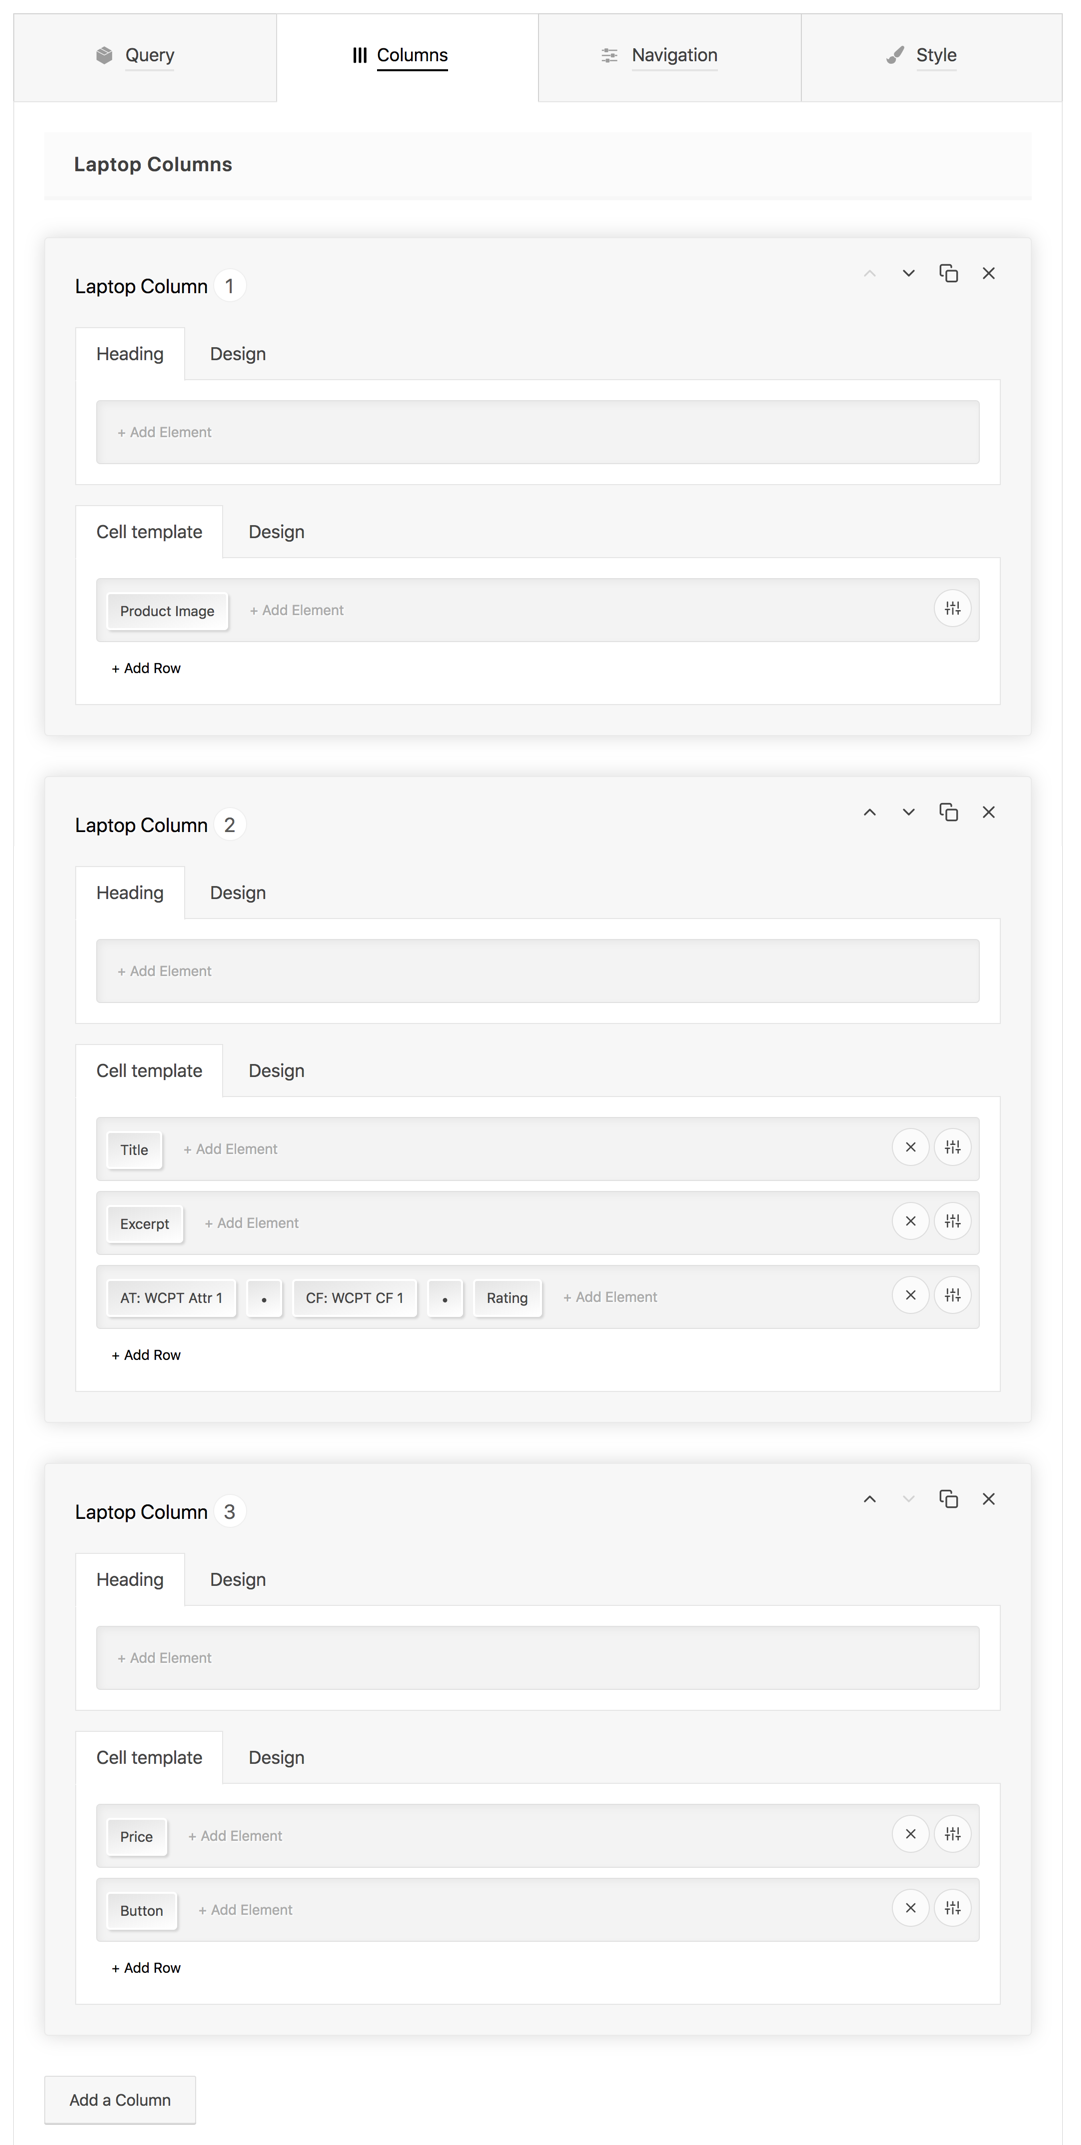 Query Columns Navigation Style
Laptop Columns
Laptop Column 1
Heading Design
+ Add Element
Cell template Design
Product Image + Add Element
+ Add Row
Laptop Column 2
Heading Design
+ Add Element
Cell template Design
Title + Add Element
Excerpt + Add Element
AT: WCPT Attr 1 • CF: WCPT CF 1 • Rating + Add Element
+ Add Row
Laptop Column 3
Heading Design
+ Add Element
Cell template Design
Price + Add Element
Button + Add Element
+ Add Row
Add a Column